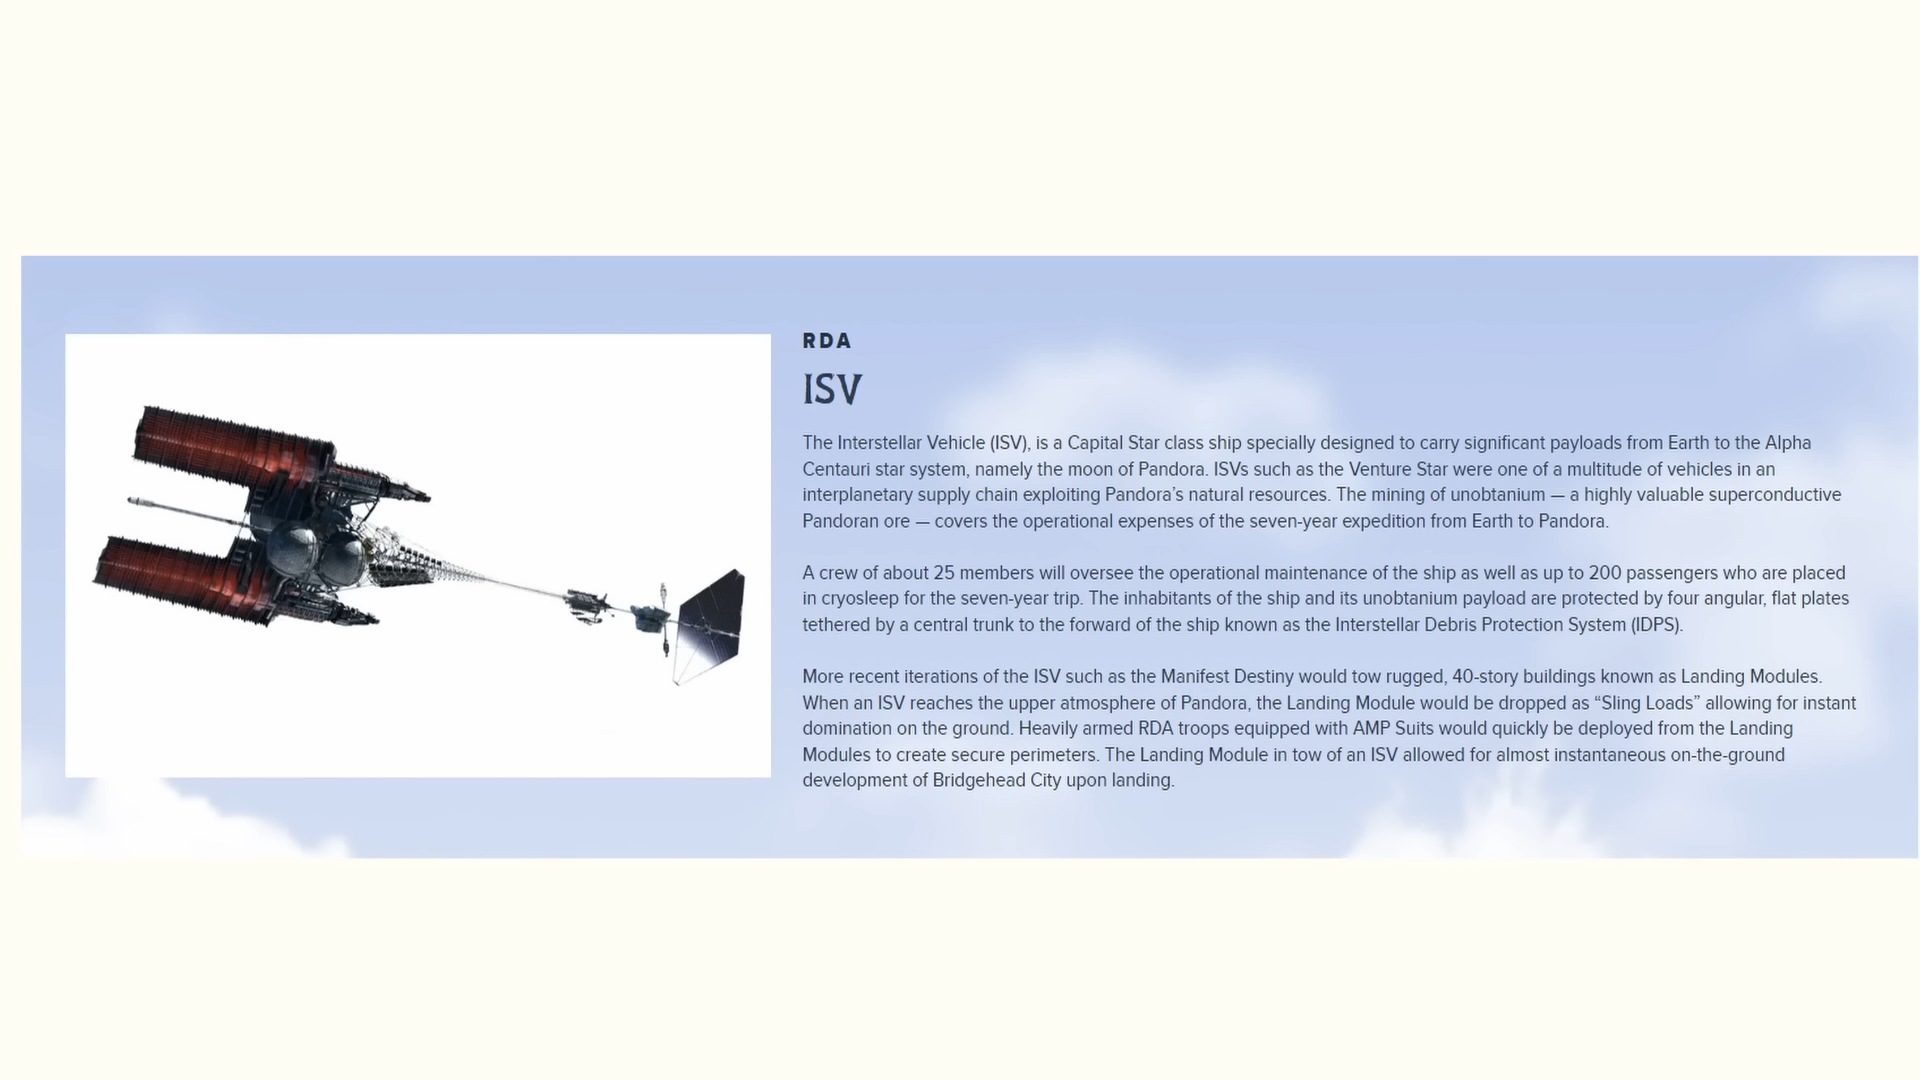 RDA
ISV
The Interstellar Vehicle (ISV), is a Capital Star class ship specially designed to carry significant payloads from Earth to the Alpha
Centauri star system, namely the moon of Pandora. ISVs such as the Venture Star were one of a multitude of vehicles in an
interplanetary supply chain exploiting Pandora’s natural resources. The mining of unobtanium — a highly valuable superconductive
Pandoran ore — covers the operational expenses of the seven-year expedition from Earth to Pandora.
A crew of about 25 members will oversee the operational maintenance of the ship as well as up to 200 passengers who are placed
in cryosleep for the seven-year trip. The inhabitants of the ship and its unobtanium payload are protected by four angular, flat plates
tethered by a central trunk to the forward of the ship known as the Interstellar Debris Protection System (IDPS).
More recent iterations of the ISV such as the Manifest Destiny would tow rugged, 40-story buildings known as Landing Modules.
When an ISV reaches the upper atmosphere of Pandora, the Landing Module would be dropped as “Sling Loads” allowing for instant
domination on the ground. Heavily armed RDA troops equipped with AMP Suits would quickly be deployed from the Landing
Modules to create secure perimeters. The Landing Module in tow of an ISV allowed for almost instantaneous on-the-ground
development of Bridgehead City upon landing.